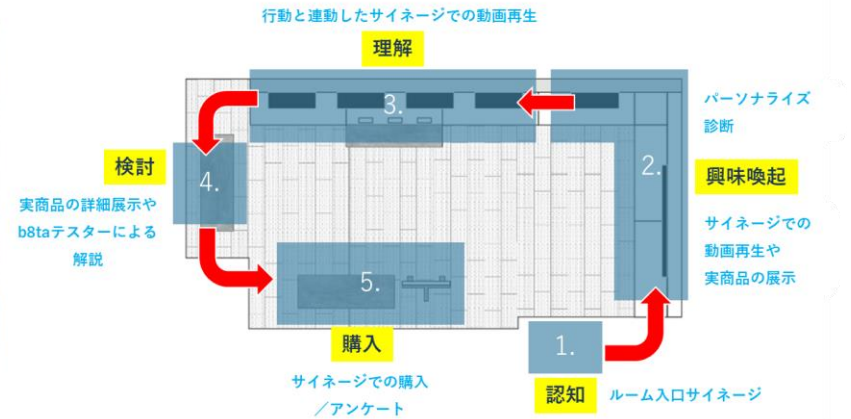 行動と連動したサイネージでの動画再生
理解
3.
パーソナライズ
診断
2.
興味喚起
サイネージでの
動画再生や
実商品の展示
検討
4.
実商品の詳細展示や
b8taテスターによる
解説
5.
購入
サイネージでの購入
／アンケート
1.
認知
ルーム入口サイネージ